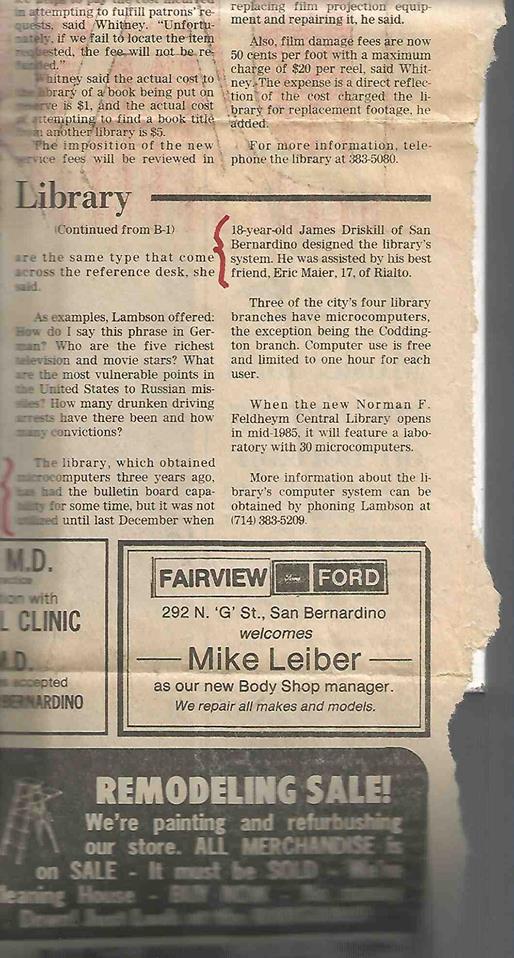 in attempting to fulfill patrons' re-
quests, said Whitney. "Unfortu-
nately, if we fail to locate the item
requested, the fee will not be re-
funded."
Whitney said the actual cost to
the library of a book being put on
reserve is $1, and the actual cost
of attempting to find a book title
from another library is $5.
The imposition of the new
service fees will be reviewed in
replacing film projection equip-
ment and repairing it, he said.
Also, film damage fees are now
50 cents per foot with a maximum
charge of $20 per reel, said Whit-
ney. The expense is a direct reflec-
tion of the cost charged the li-
brary for replacement footage, he
added.
For more information, tele-
phone the library at 383-5080.
Library
(Continued from B-1)
are the same type that come
across the reference desk, she
said.
As examples, Lambson offered:
How do I say this phrase in Ger-
man? Who are the five richest
television and movie stars? What
are the most vulnerable points in
the United States to Russian mis-
siles? How many drunken driving
arrests have there been and how
many convictions?
The library, which obtained
microcomputers three years ago,
has had the bulletin board capa-
bility for some time, but it was not
utilized until last December when
18-year-old James Driskill of San
Bernardino designed the library's
system. He was assisted by his best
friend, Eric Maier, 17, of Rialto.
Three of the city's four library
branches have microcomputers,
the exception being the Codding-
ton branch. Computer use is free
and limited to one hour for each
user.
When the new Norman F.
Feldheym Central Library opens
in mid-1985, it will feature a labo-
ratory with 30 microcomputers.
More information about the li-
brary's computer system can be
obtained by phoning Lambson at
(714) 383-5209.
M.D.
with
CLINIC
accepted
BERNARDINO
FAIRVIEW Ford FORD
292 N. 'G' St., San Bernardino
welcomes
Mike Leiber
as our new Body Shop manager.
We repair all makes and models.
REMODELING SALE!
We're painting and refurbushing
our store. ALL MERCHANDISE is
on SALE - It must be SOLD - We're
House - BUY NOW - No